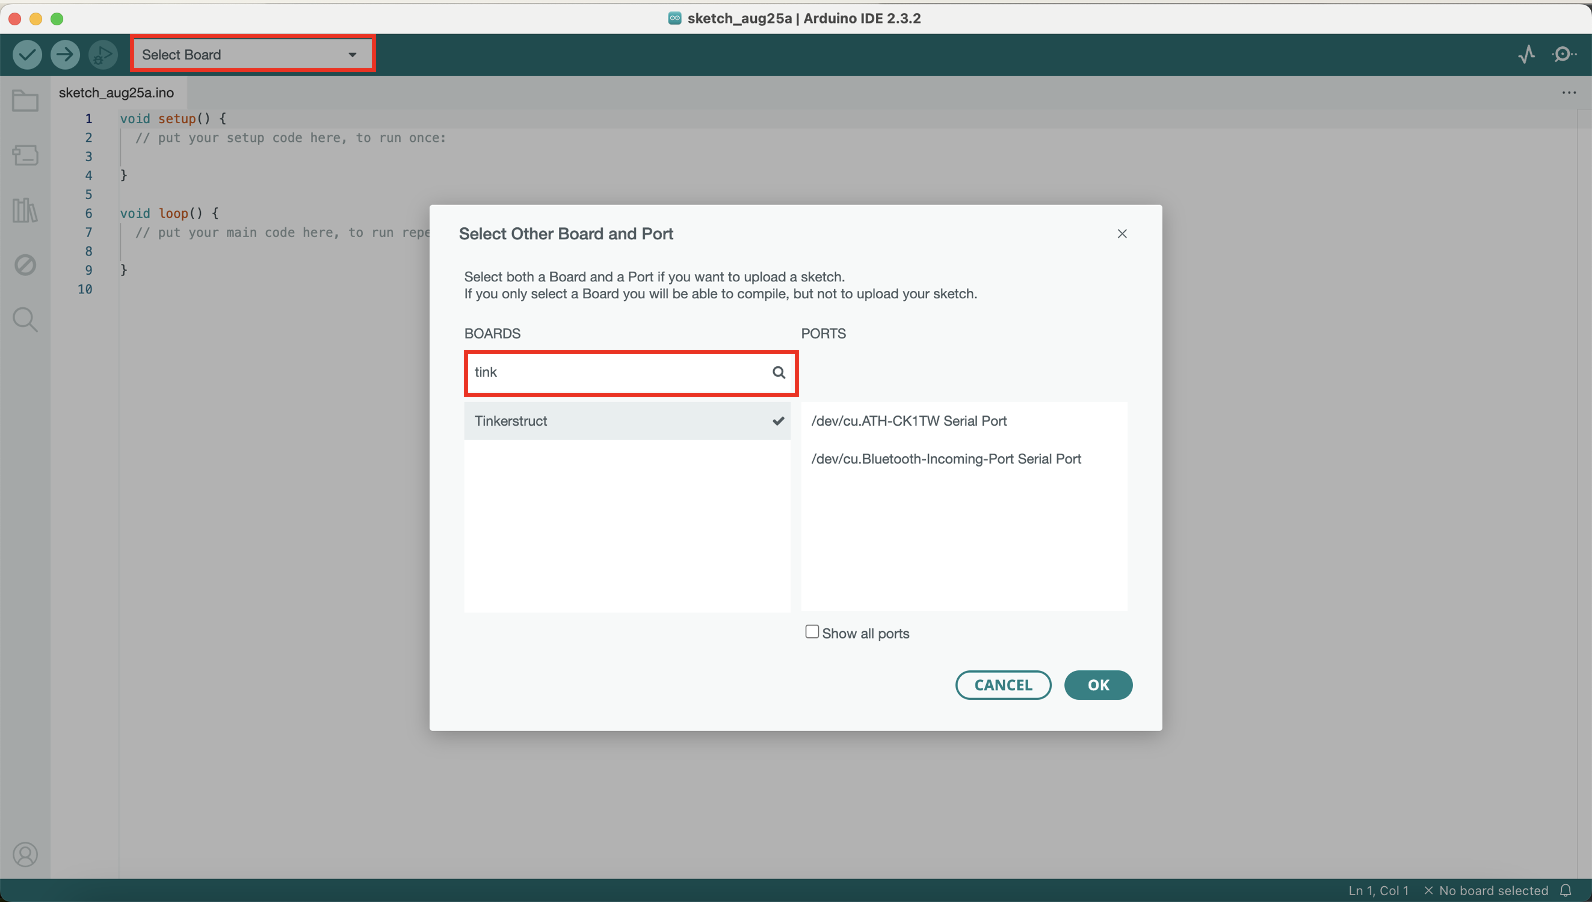 sketch_aug25a | Arduino IDE 2.3.2
Select Board
sketch_aug25a.ino
1 void setup() {
2 // put your setup code here, to run once:
3
4 }
5
6 void loop() {
7 // put your main code here, to run repe
8
9 }
10
Select Other Board and Port
Select both a Board and a Port if you want to upload a sketch.
If you only select a Board you will be able to compile, but not to upload your sketch.
BOARDS
PORTS
tink
Tinkerstruct
/dev/cu.ATH-CK1TW Serial Port
/dev/cu.Bluetooth-Incoming-Port Serial Port
Show all ports
CANCEL
OK
Ln 1, Col 1
No board selected